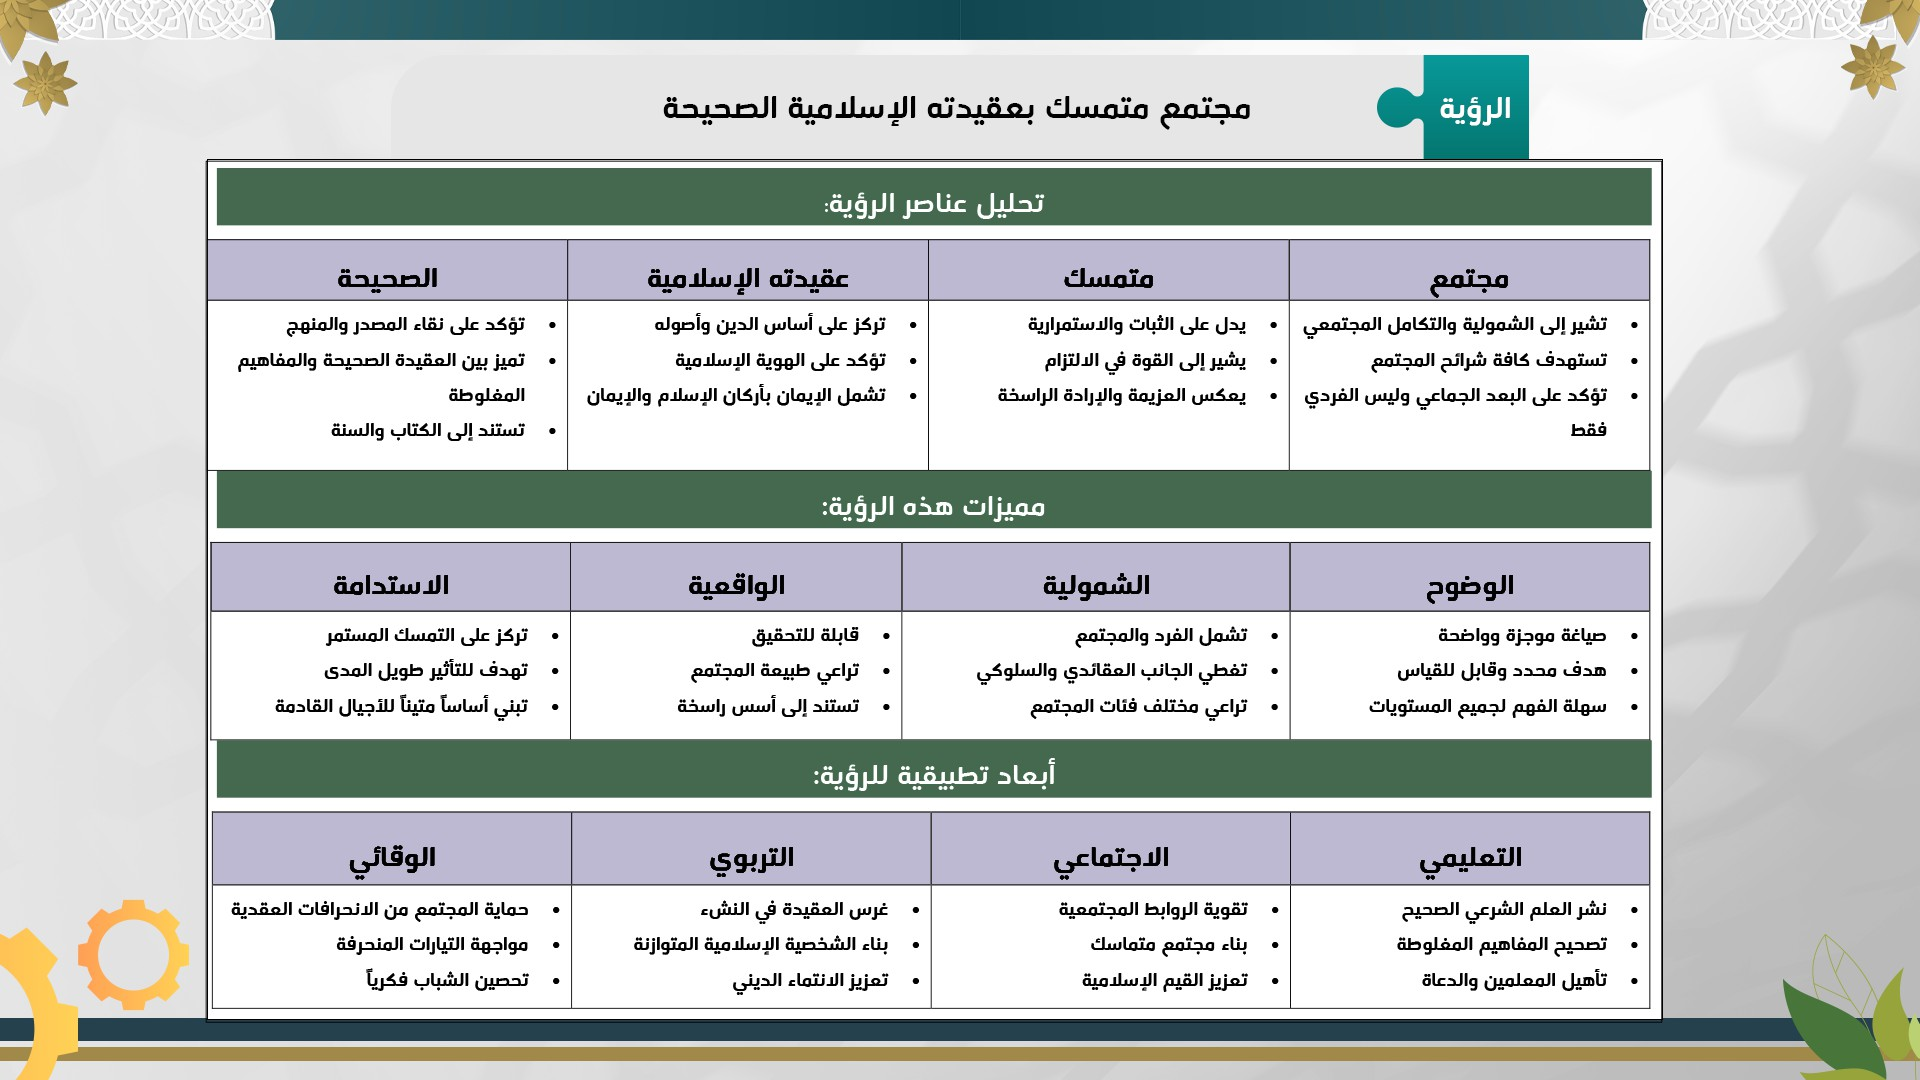 الرؤية
مجتمع متمسك بعقيدته الإسلامية الصحيحة
تحليل عناصر الرؤية:
مجتمع
متمسك
عقيدته الإسلامية
الصحيحة
• تشير إلى الشمولية والتكامل المجتمعي
• تستهدف كافة شرائح المجتمع
• تؤكد على البعد الجماعي وليس الفردي
فقط
• يدل على الثبات والاستمرارية
• يشير إلى القوة في الالتزام
• يعكس العزيمة والإرادة الراسخة
• تركز على أساس الدين وأصوله
• تؤكد على الهوية الإسلامية
• تشمل الإيمان بأركان الإسلام والإيمان
• تؤكد على نقاء المصدر والمنهج
• تميز بين العقيدة الصحيحة والمفاهيم
المغلوطة
• تستند إلى الكتاب والسنة
مميزات هذه الرؤية:
الوضوح
الشمولية
الواقعية
الاستدامة
• صياغة موجزة وواضحة
• هدف محدد وقابل للقياس
• سهلة الفهم لجميع المستويات
• تشمل الفرد والمجتمع
• تغطي الجانب العقائدي والسلوكي
• تراعي مختلف فئات المجتمع
• قابلة للتحقيق
• تراعي طبيعة المجتمع
• تستند إلى أسس راسخة
• تركز على التمسك المستمر
• تهدف للتأثير طويل المدى
• تبني أساساً متيناً للأجيال القادمة
أبعاد تطبيقية للرؤية:
التعليمي
الاجتماعي
التربوي
الوقائي
• نشر العلم الشرعي الصحيح
• تصحيح المفاهيم المغلوطة
• تأهيل المعلمين والدعاة
• تقوية الروابط المجتمعية
• بناء مجتمع متماسك
• تعزيز القيم الإسلامية
• غرس العقيدة في النشء
• بناء الشخصية الإسلامية المتوازنة
• تعزيز الانتماء الديني
• حماية المجتمع من الانحرافات العقدية
• مواجهة التيارات المنحرفة
• تحصين الشباب فكرياً